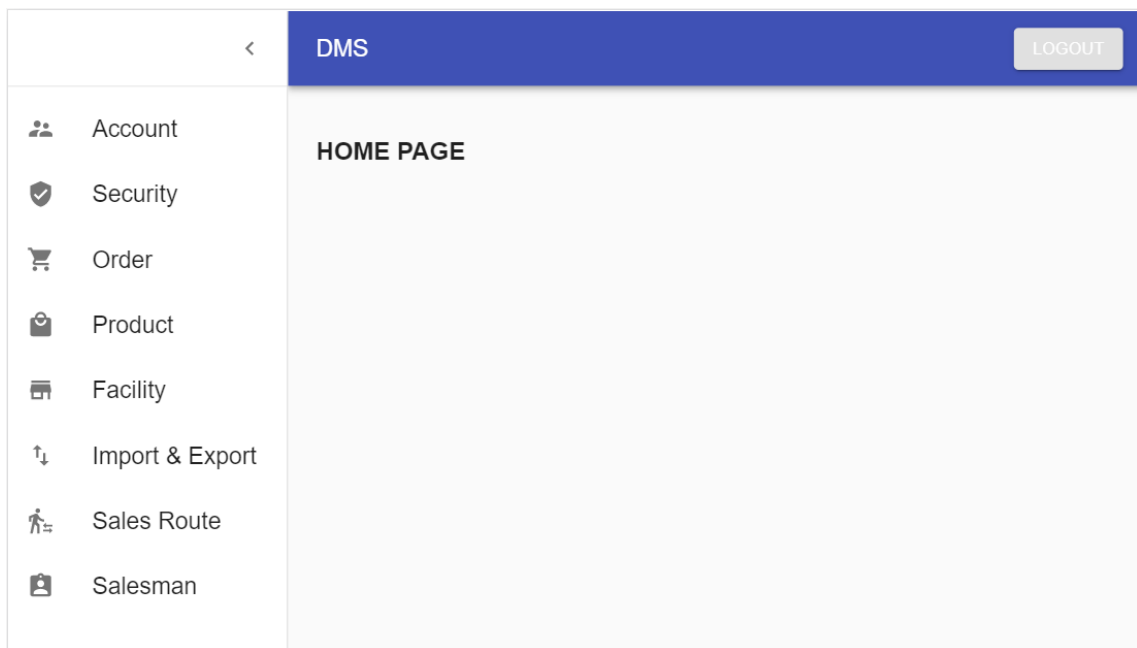 DMS
LOGOUT
Account
Security
Order
Product
Facility
Import & Export
Sales Route
Salesman
HOME PAGE